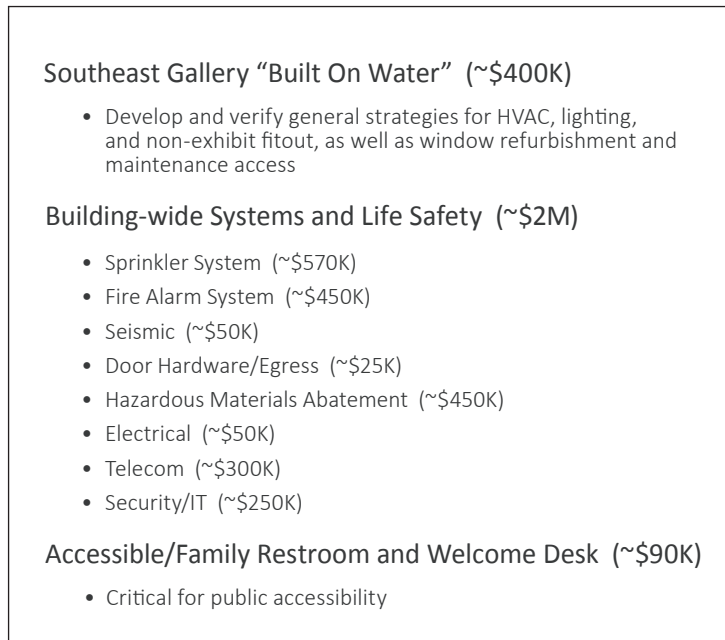 Southeast Gallery “Built On Water”  (~$400K)
• Develop and verify general strategies for HVAC, lighting,
and non-exhibit fitout, as well as window refurbishment and
maintenance access
Building-wide Systems and Life Safety  (~$2M)
• Sprinkler System  (~$570K)
• Fire Alarm System  (~$450K)
• Seismic  (~$50K)
• Door Hardware/Egress  (~$25K)
• Hazardous Materials Abatement  (~$450K)
• Electrical  (~$50K)
• Telecom  (~$300K)
• Security/IT  (~$250K)
Accessible/Family Restroom and Welcome Desk  (~$90K)
• Critical for public accessibility